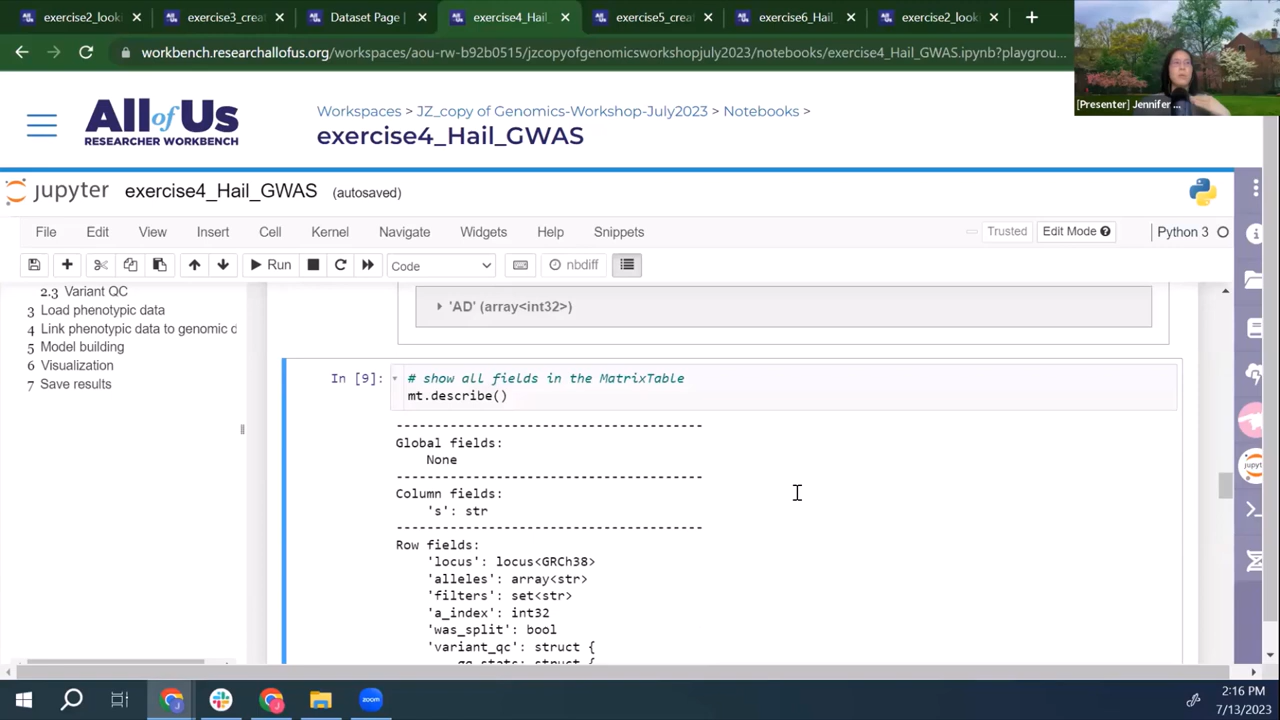 exercise2_look
exercise3_crea
Dataset Page |
exercise4_Hail_
exercise5_crea
exercise6_Hail_
exercise2_look
workbench.researchallofus.org/workspaces/aou-rw-b92b0515/jzcopyofgenomicsworkshopjuly2023/notebooks/exercise4_Hail_GWAS.ipynb?playgrou...
[Presenter] Jennifer ...
All of Us
RESEARCHER WORKBENCH
Workspaces > JZ_copy of Genomics-Workshop-July2023 > Notebooks >
exercise4_Hail_GWAS
jupyter exercise4_Hail_GWAS (autosaved)
File Edit View Insert Cell Kernel Navigate Widgets Help Snippets
Trusted Edit Mode Python 3
Run Code nbdiff
2.3 Variant QC
3 Load phenotypic data
4 Link phenotypic data to genomic d
5 Model building
6 Visualization
7 Save results
'AD' (array<int32>)
In [9]: # show all fields in the MatrixTable
mt.describe()
----------------------------------------
Global fields:
None
----------------------------------------
Column fields:
's': str
----------------------------------------
Row fields:
'locus': locus<GRCh38>
'alleles': array<str>
'filters': set<str>
'a_index': int32
'was_split': bool
'variant_qc': struct {
zoom
2:16 PM
7/13/2023